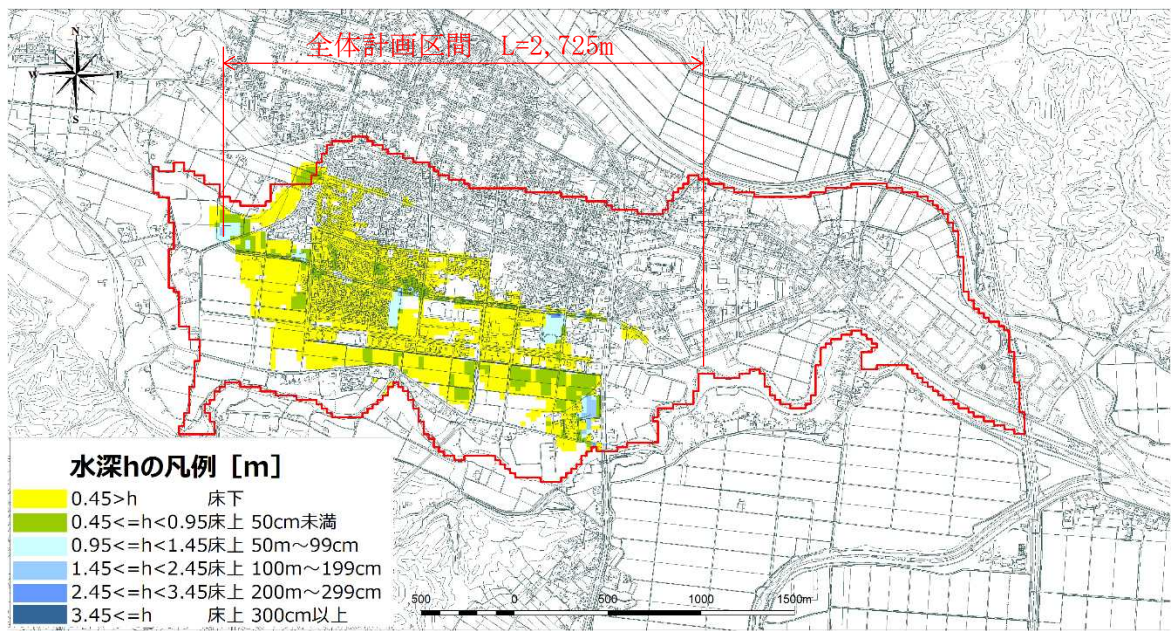 全体計画区間 L=2,725m
N
W E
S
水深hの凡例 [m]
0.45>h 床下
0.45<=h<0.95床上 50cm未満
0.95<=h<1.45床上 50m～99cm
1.45<=h<2.45床上 100m～199cm
2.45<=h<3.45床上 200m～299cm
3.45<=h 床上 300cm以上
500 0 500 1000 1500m